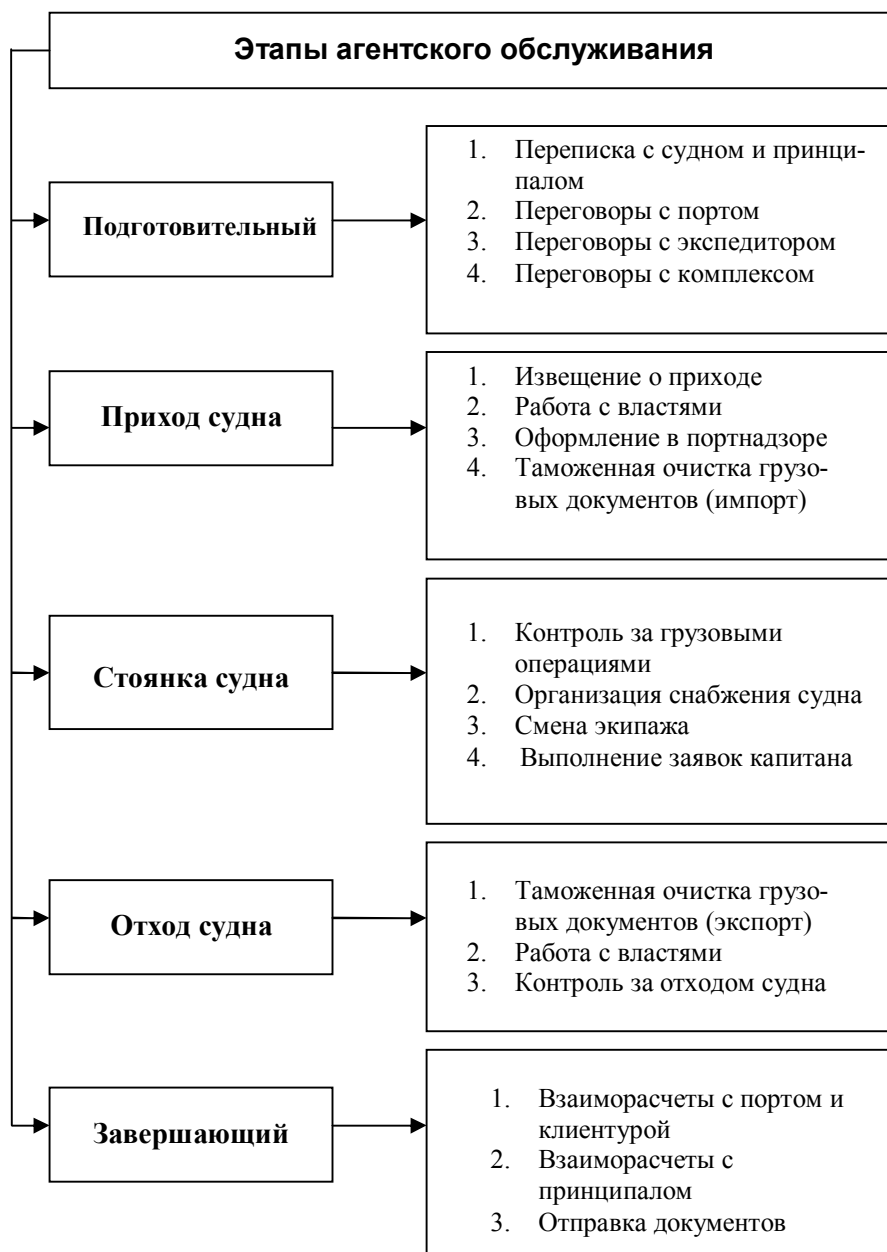 Этапы агентского обслуживания
Подготовительный
1. Переписка с судном и принци-
палом
2. Переговоры с портом
3. Переговоры с экспедитором
4. Переговоры с комплексом
Приход судна
1. Извещение о приходе
2. Работа с властями
3. Оформление в портнадзоре
4. Таможенная очистка грузо-
вых документов (импорт)
Стоянка судна
1. Контроль за грузовыми
операциями
2. Организация снабжения судна
3. Смена экипажа
4. Выполнение заявок капитана
Отход судна
1. Таможенная очистка грузо-
вых документов (экспорт)
2. Работа с властями
3. Контроль за отходом судна
Завершающий
1. Взаиморасчеты с портом и
клиентурой
2. Взаиморасчеты с
принципалом
3. Отправка документов